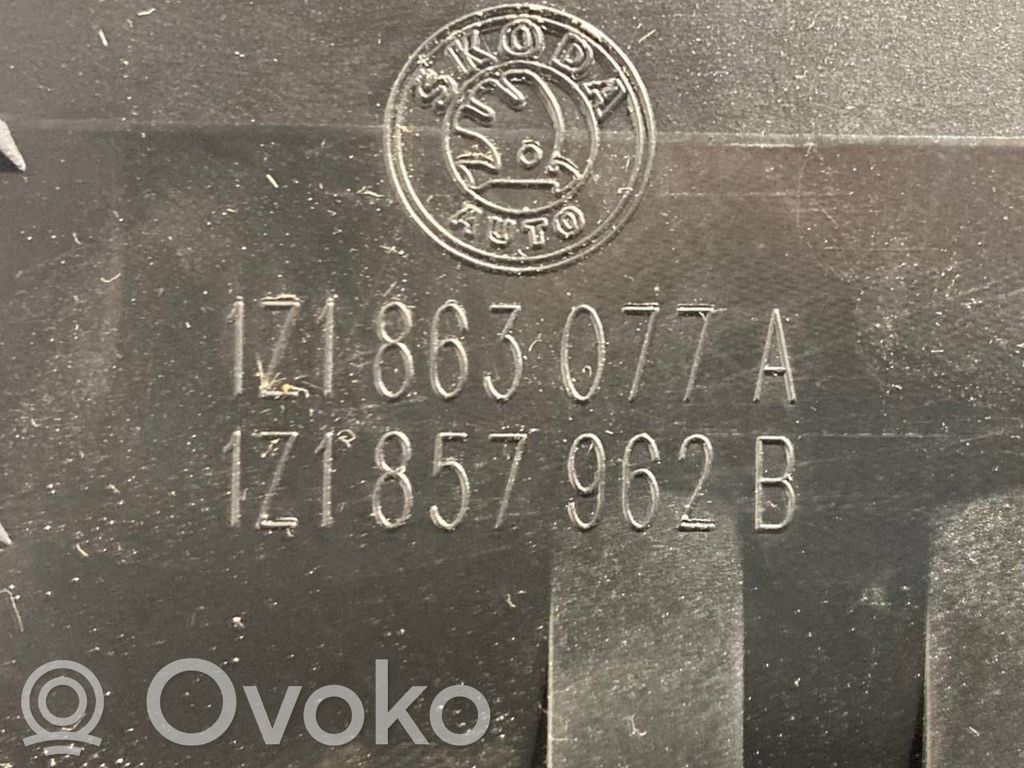 ŠKODA
AUTO
1Z1 863 077 A
1Z1 857 962 B
Ovoko